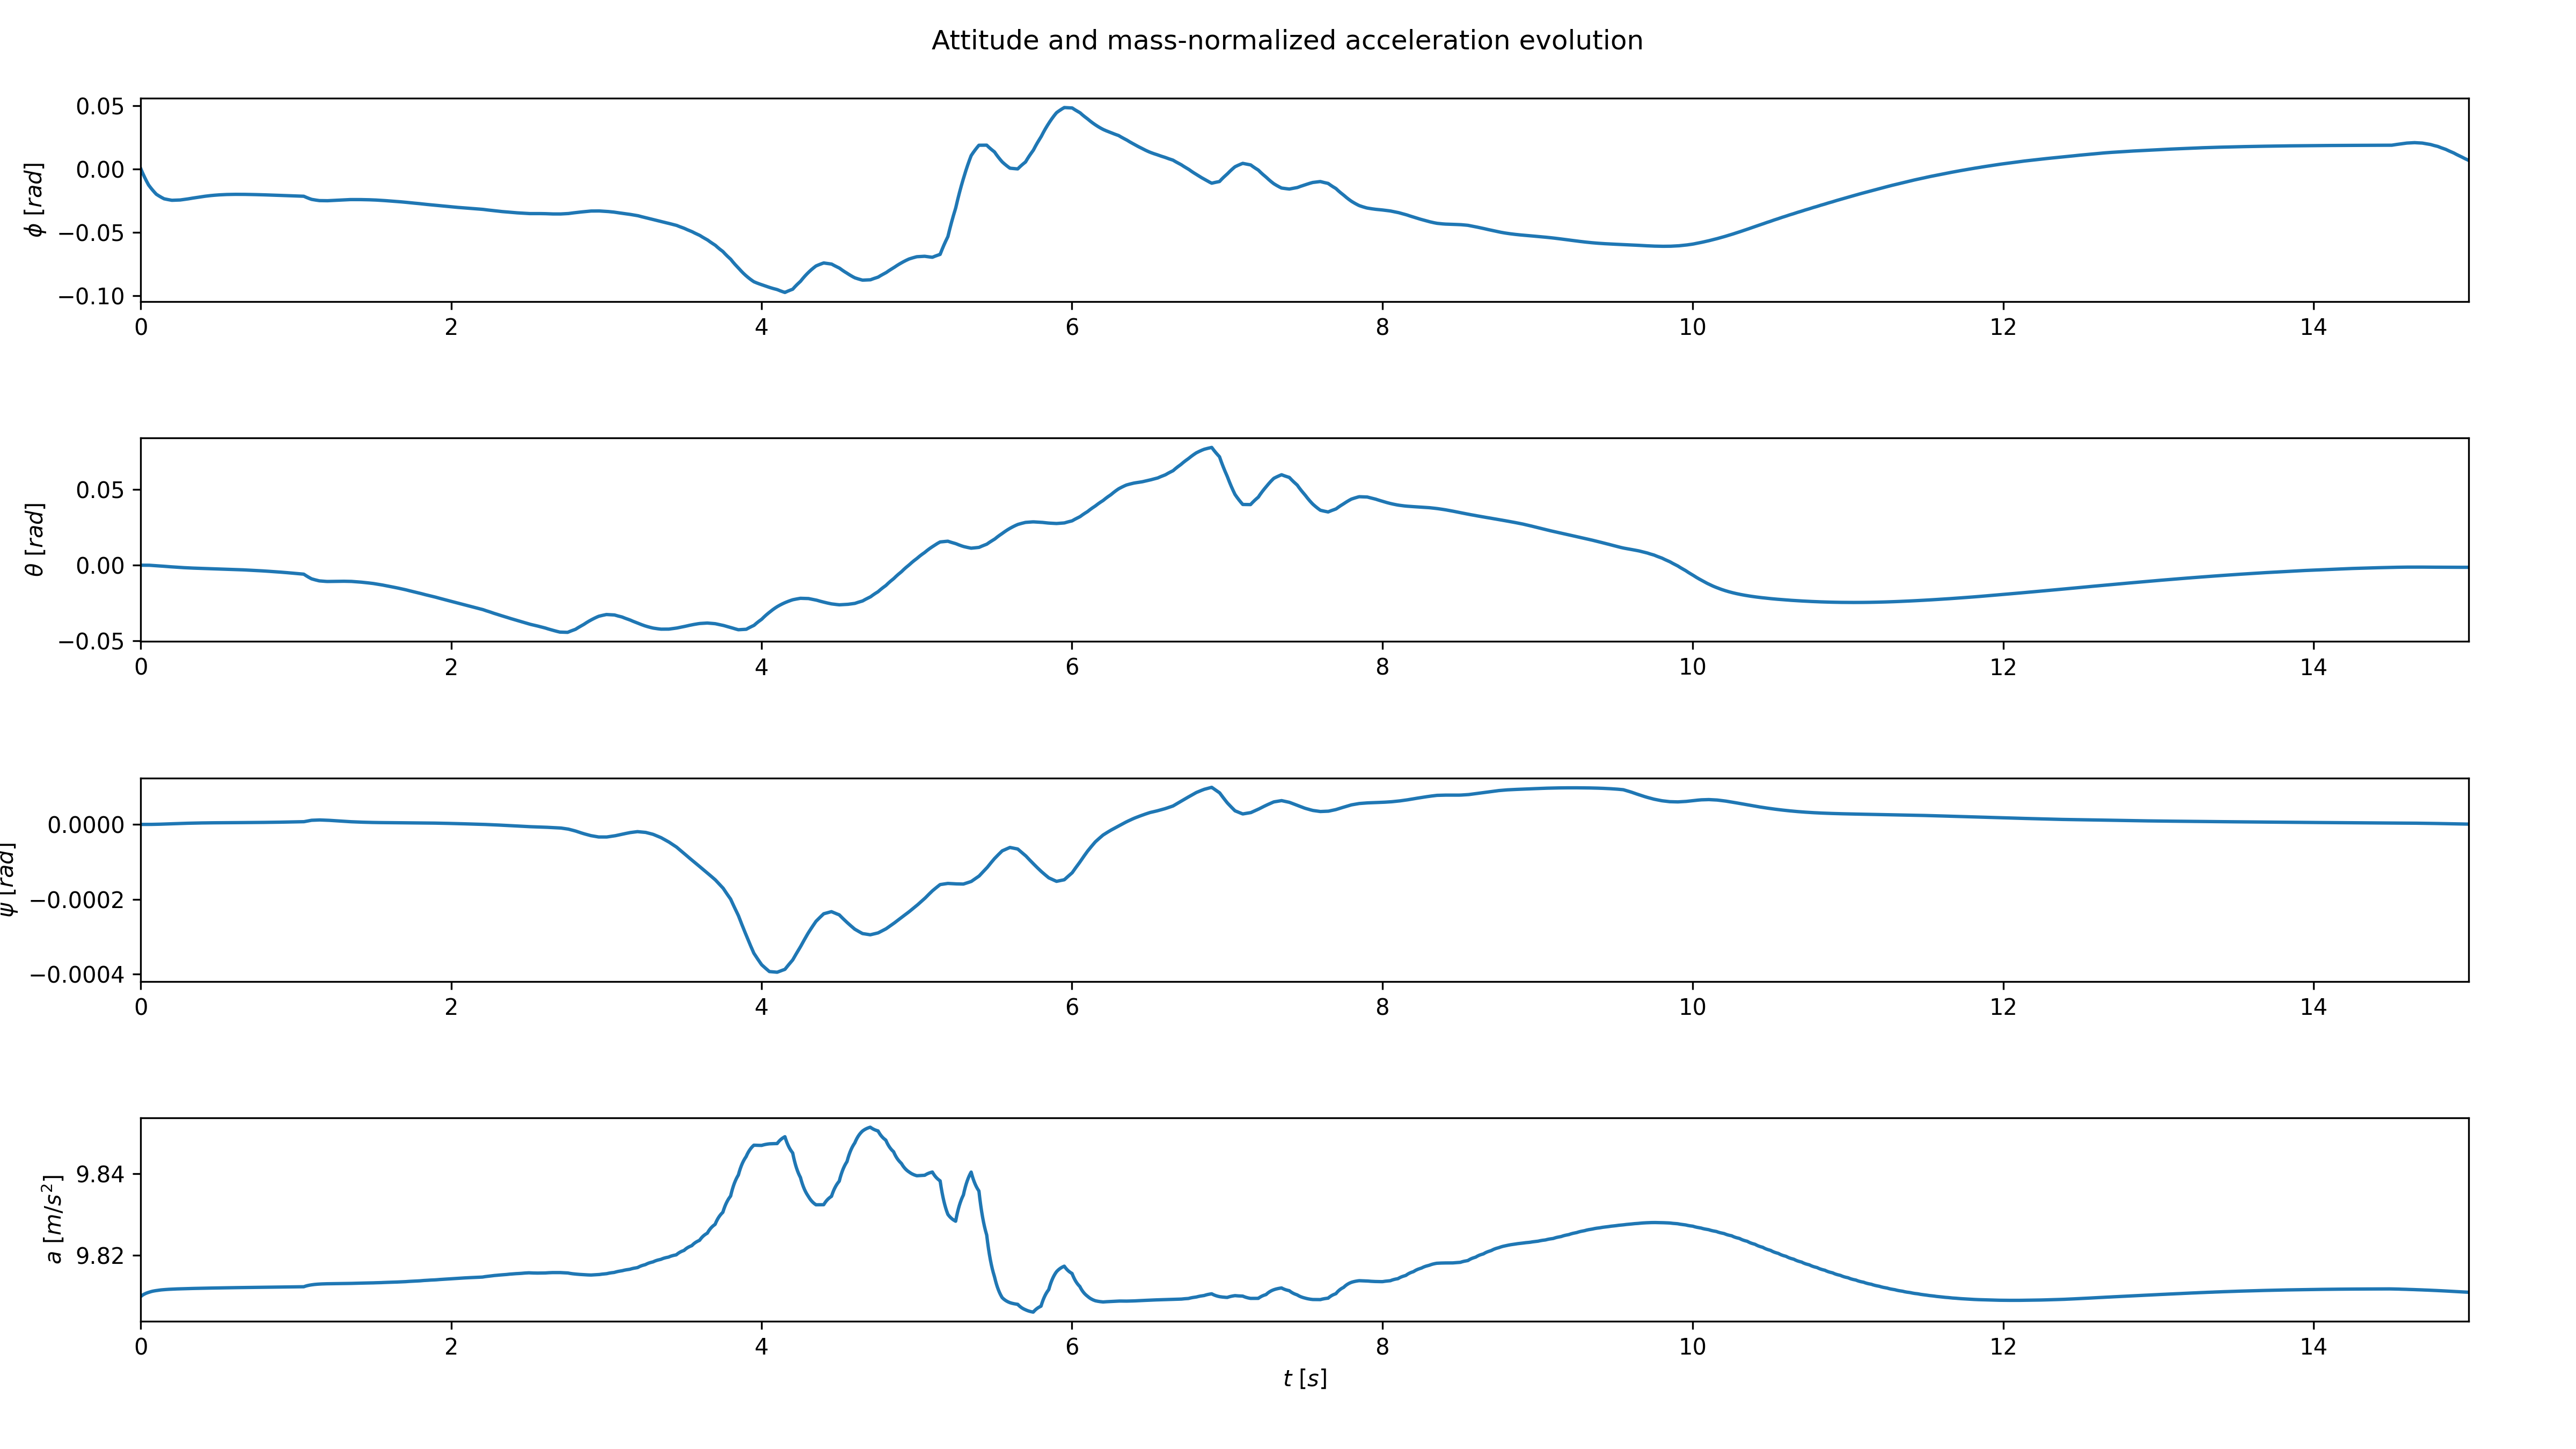 Attitude and mass-normalized acceleration evolution
0.05
0.00
−0.05
−0.10
ϕ [rad]
0 2 4 6 8 10 12 14
0.05
0.00
−0.05
θ [rad]
0 2 4 6 8 10 12 14
0.0000
−0.0002
−0.0004
ψ [rad]
0 2 4 6 8 10 12 14
9.84
9.82
a [m/s²]
0 2 4 6 8 10 12 14
t [s]